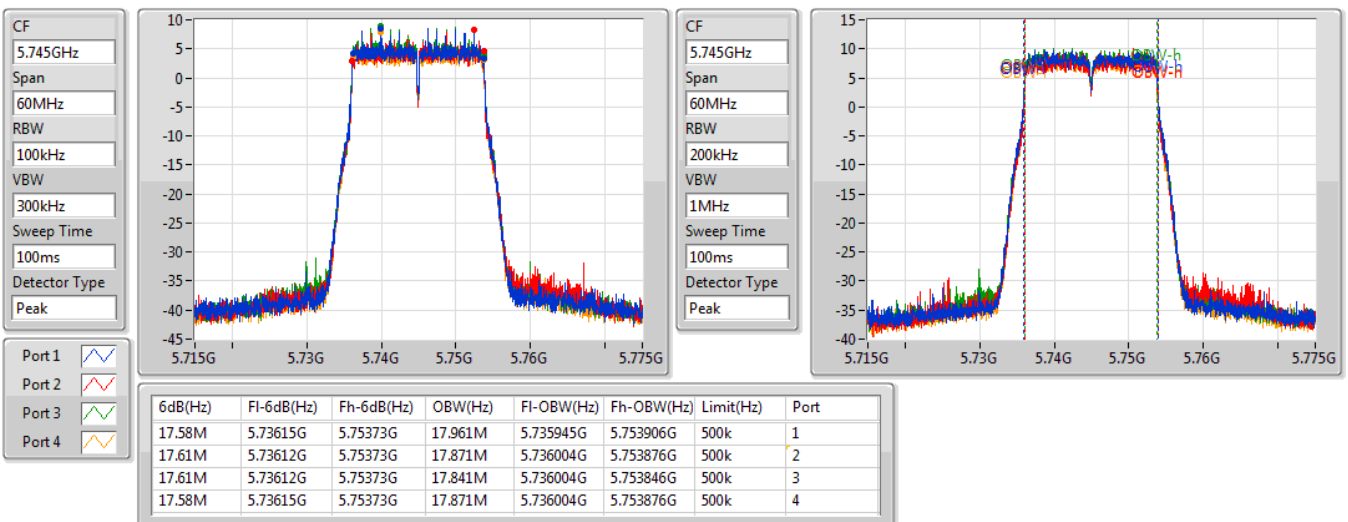 CF
5.745GHz
Span
60MHz
RBW
100kHz
VBW
300kHz
Sweep Time
100ms
Detector Type
Peak
10
5
0
-5
-10
-15
-20
-25
-30
-35
-40
-45
5.715G 5.73G 5.74G 5.75G 5.76G 5.775G
CF
5.745GHz
Span
60MHz
RBW
200kHz
VBW
1MHz
Sweep Time
100ms
Detector Type
Peak
15
10
5
0
-5
-10
-15
-20
-25
-30
-35
-40
OBW-h
OBW-h
5.715G 5.73G 5.74G 5.75G 5.76G 5.775G
Port 1
Port 2
Port 3
Port 4
6dB(Hz) Fl-6dB(Hz) Fh-6dB(Hz) OBW(Hz) Fl-OBW(Hz) Fh-OBW(Hz) Limit(Hz) Port
17.58M 5.73615G 5.75373G 17.961M 5.735945G 5.753906G 500k 1
17.61M 5.73612G 5.75373G 17.871M 5.736004G 5.753876G 500k 2
17.61M 5.73612G 5.75373G 17.841M 5.736004G 5.753846G 500k 3
17.58M 5.73615G 5.75373G 17.871M 5.736004G 5.753876G 500k 4